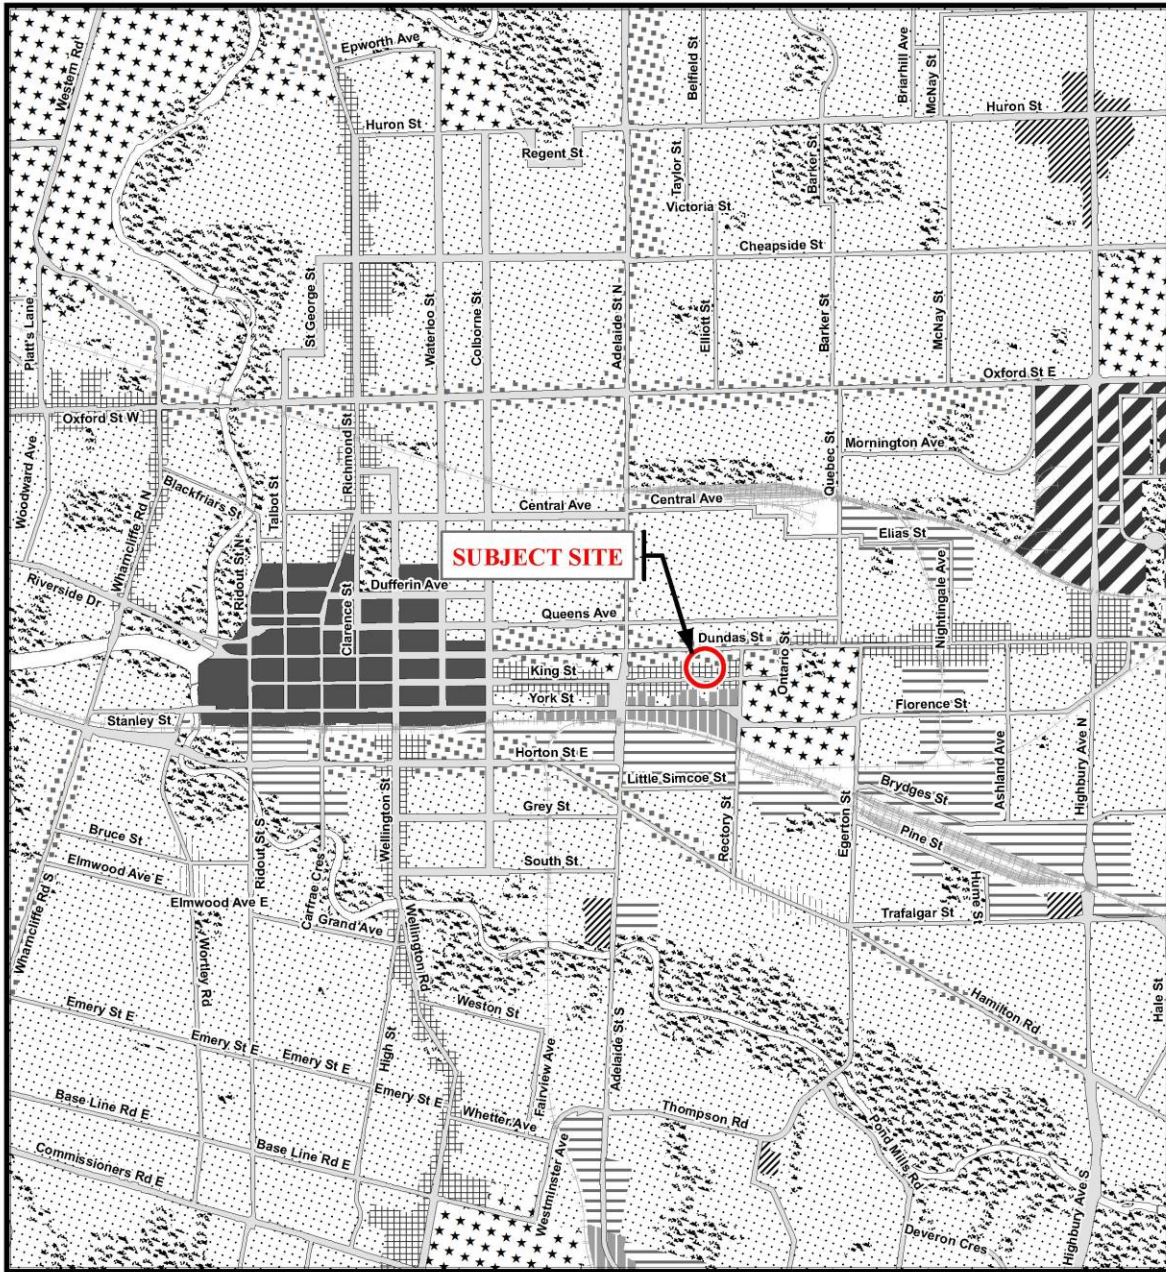 Epworth Ave
Western Rd
Belfield St
Briarhill Ave
McNay St
Huron St
Huron St
Regent St
Taylor St
Barker St
Victoria St
Cheapside St
St George St
Platt's Lane
Waterloo St
Colborne St
Adelaide St N
Elliott St
Barker St
McNay St
Oxford St E
Oxford St W
Richmond St
Woodward Ave
Wharncliffe Rd N
Blackfriars St
Talbot St
Quebec St
Mornington Ave
Central Ave
Central Ave
Elias St
SUBJECT SITE
Riverside Dr
Ridout St N
Clarence St
Dufferin Ave
Queens Ave
Nightingale Ave
Dundas St
King St
Ontario St
York St
Florence St
Stanley St
Horton St E
Little Simcoe St
Ashland Ave
Highbury Ave N
Brydges St
Wellington St
Grey St
Rectory St
Egerton St
Pine St
Bruce St
Ridout St S
South St
Elmwood Ave E
Carfrae Cres
Hume St
Wharncliffe Rd S
Elmwood Ave E
Grand Ave
Trafalgar St
Wortley Rd
Wellington Rd
Hamilton Rd
Hale St
Emery St E
Weston St
Emery St E
High St
Emery St E
Fairview Ave
Adelaide St S
Emery St E
Base Line Rd E
Whetter Ave
Thompson Rd
Base Line Rd E
Pond Mills Rd
Commissioners Rd E
Westminster Ave
Highbury Ave S
Deveron Cres